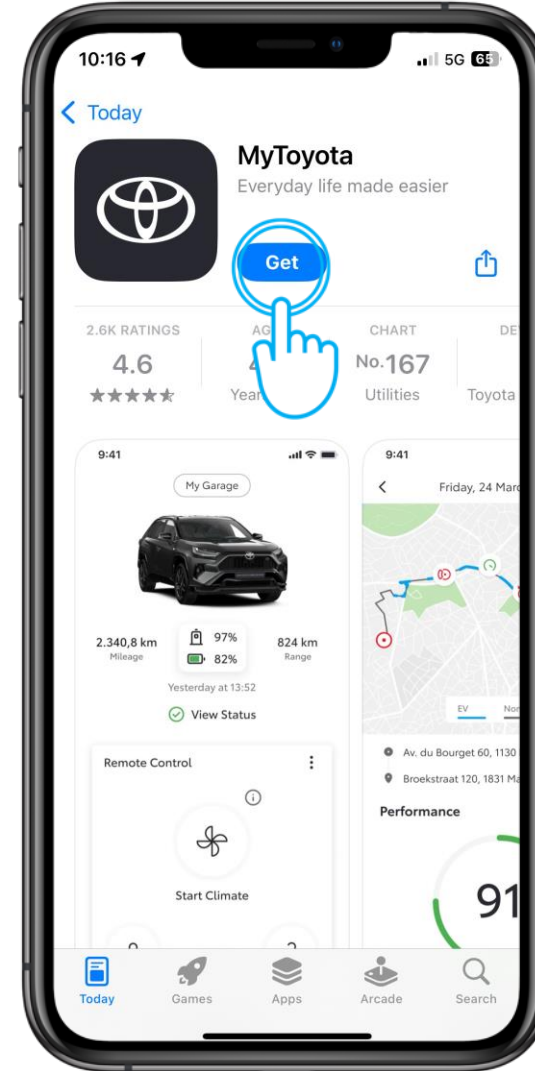 10:16 5G 65
Today
MyToyota
Everyday life made easier
Get
2.6K RATINGS CHART
4.6 No.167
Utilities Toyota
9:41
My Garage
2.340,8 km 97% 824 km
Mileage 82% Range
Yesterday at 13:52
View Status
Remote Control
Start Climate
9:41
Friday, 24 Marc
EV Nor
Av. du Bourget 60, 1130
Broekstraat 120, 1831 Ma
Performance
91
Today Games Apps Arcade Search